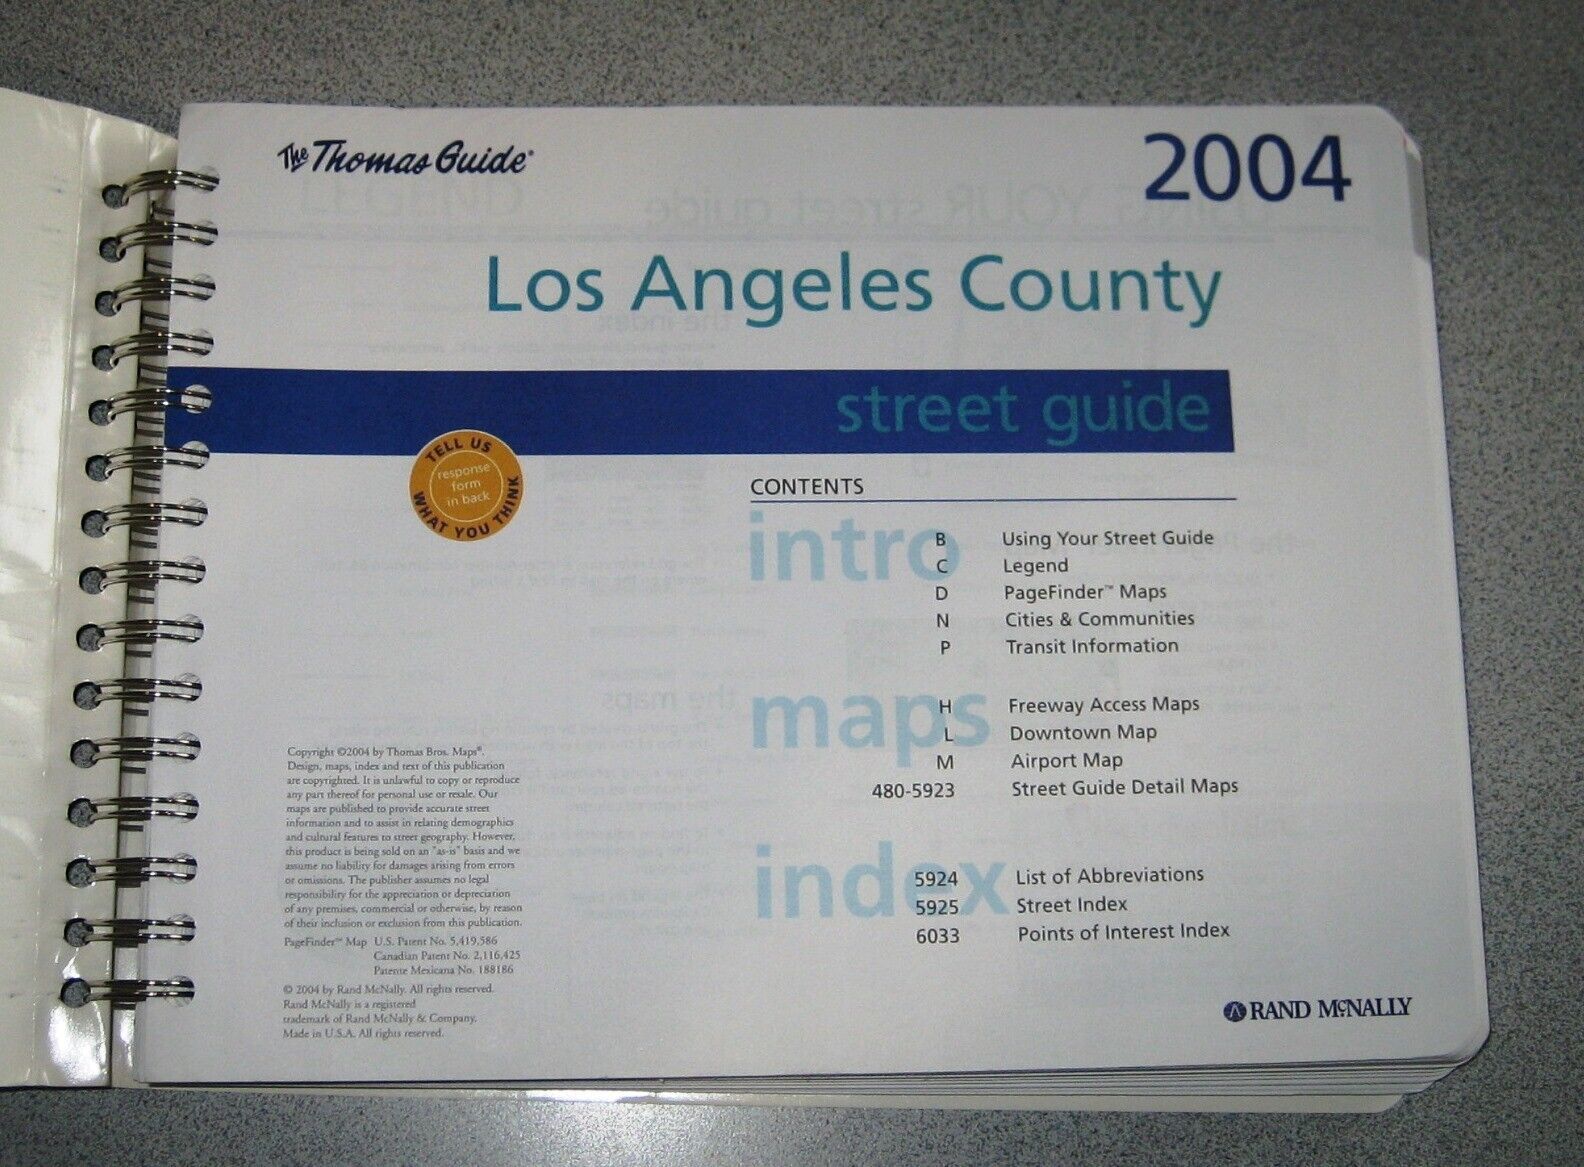 The Thomas Guide®
2004
Los Angeles County
street guide
TELL US
WHAT YOU THINK
response
form
in back
CONTENTS
intro
B Using Your Street Guide
C Legend
D PageFinder™ Maps
N Cities & Communities
P Transit Information
maps
H Freeway Access Maps
L Downtown Map
M Airport Map
480-5923 Street Guide Detail Maps
index
5924 List of Abbreviations
5925 Street Index
6033 Points of Interest Index
Copyright ©2004 by Thomas Bros. Maps®.
Design, maps, index and text of this publication
are copyrighted. It is unlawful to copy or reproduce
any part thereof for personal use or resale. Our
maps are published to provide accurate street
information and to assist in relating demographics
and cultural features to street geography. However,
this product is being sold on an "as-is" basis and we
assume no liability for damages arising from errors
or omissions. The publisher assumes no legal
responsibility for the appreciation or depreciation
of any premises, commercial or otherwise, by reason
of their inclusion or exclusion from this publication.
PageFinder™ Map U.S. Patent No. 5,419,586
Canadian Patent No. 2,116,425
Patente Mexicana No. 188186
© 2004 by Rand McNally. All rights reserved.
Rand McNally is a registered
trademark of Rand McNally & Company.
Made in U.S.A. All rights reserved.
RAND McNALLY